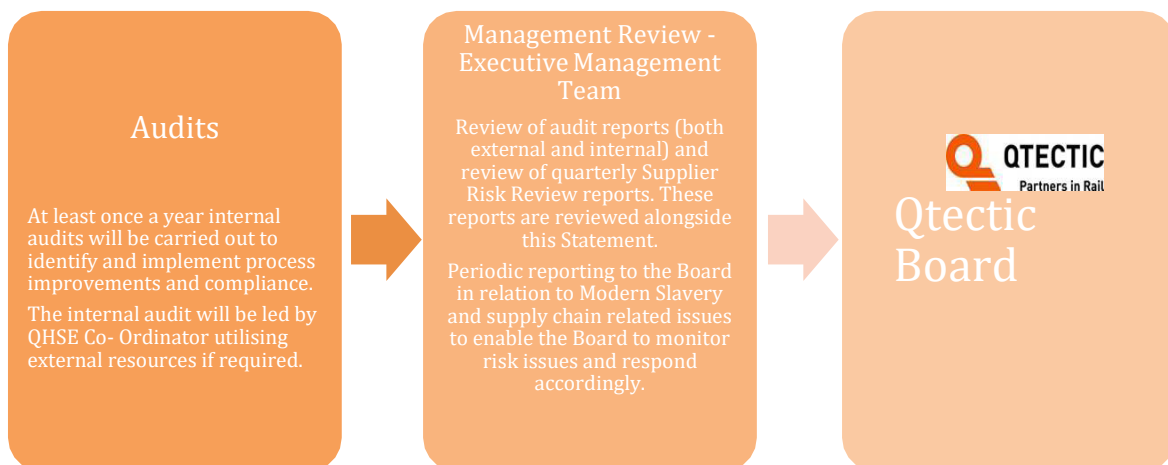 Audits
At least once a year internal
audits will be carried out to
identify and implement process
improvements and compliance.
The internal audit will be led by
QHSE Co- Ordinator utilising
external resources if required.
Management Review -
Executive Management
Team
Review of audit reports (both
external and internal) and
review of quarterly Supplier
Risk Review reports. These
reports are reviewed alongside
this Statement.
Periodic reporting to the Board
in relation to Modern Slavery
and supply chain related issues
to enable the Board to monitor
risk issues and respond
accordingly.
QTECTIC
Partners in Rail
Qtectic
Board